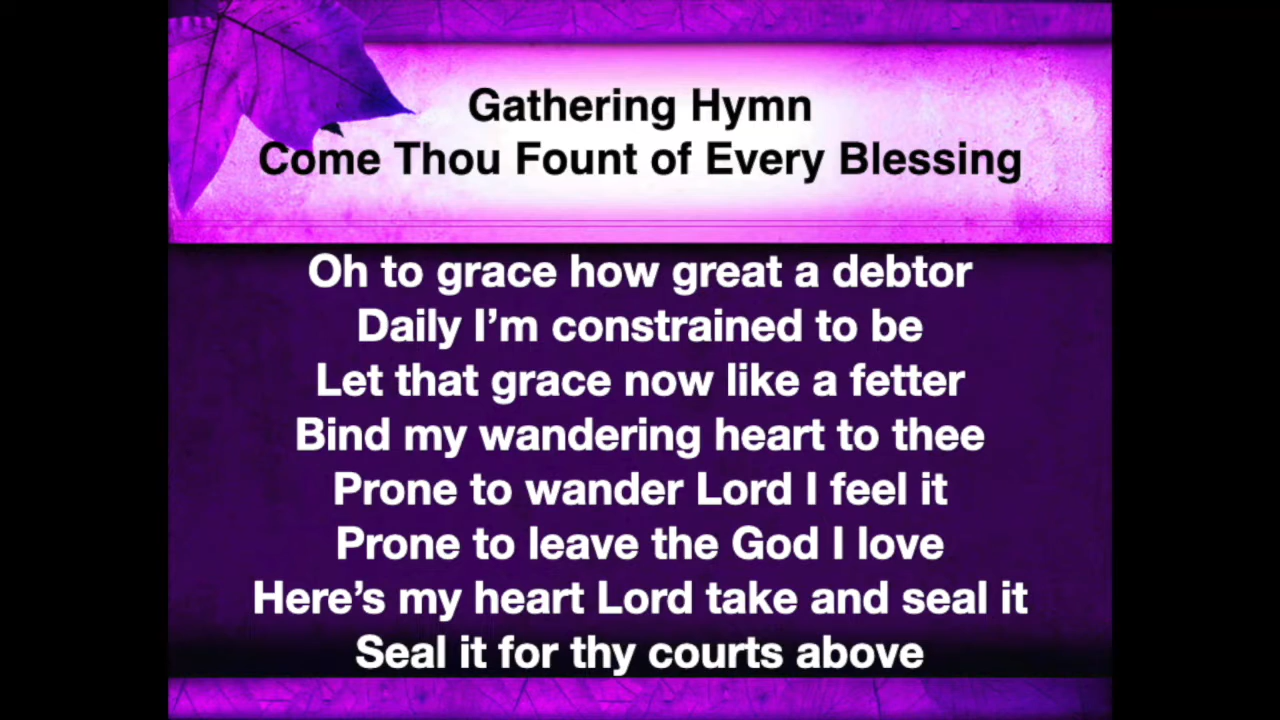 Gathering Hymn
Come Thou Fount of Every Blessing
Oh to grace how great a debtor
Daily I’m constrained to be
Let that grace now like a fetter
Bind my wandering heart to thee
Prone to wander Lord I feel it
Prone to leave the God I love
Here’s my heart Lord take and seal it
Seal it for thy courts above